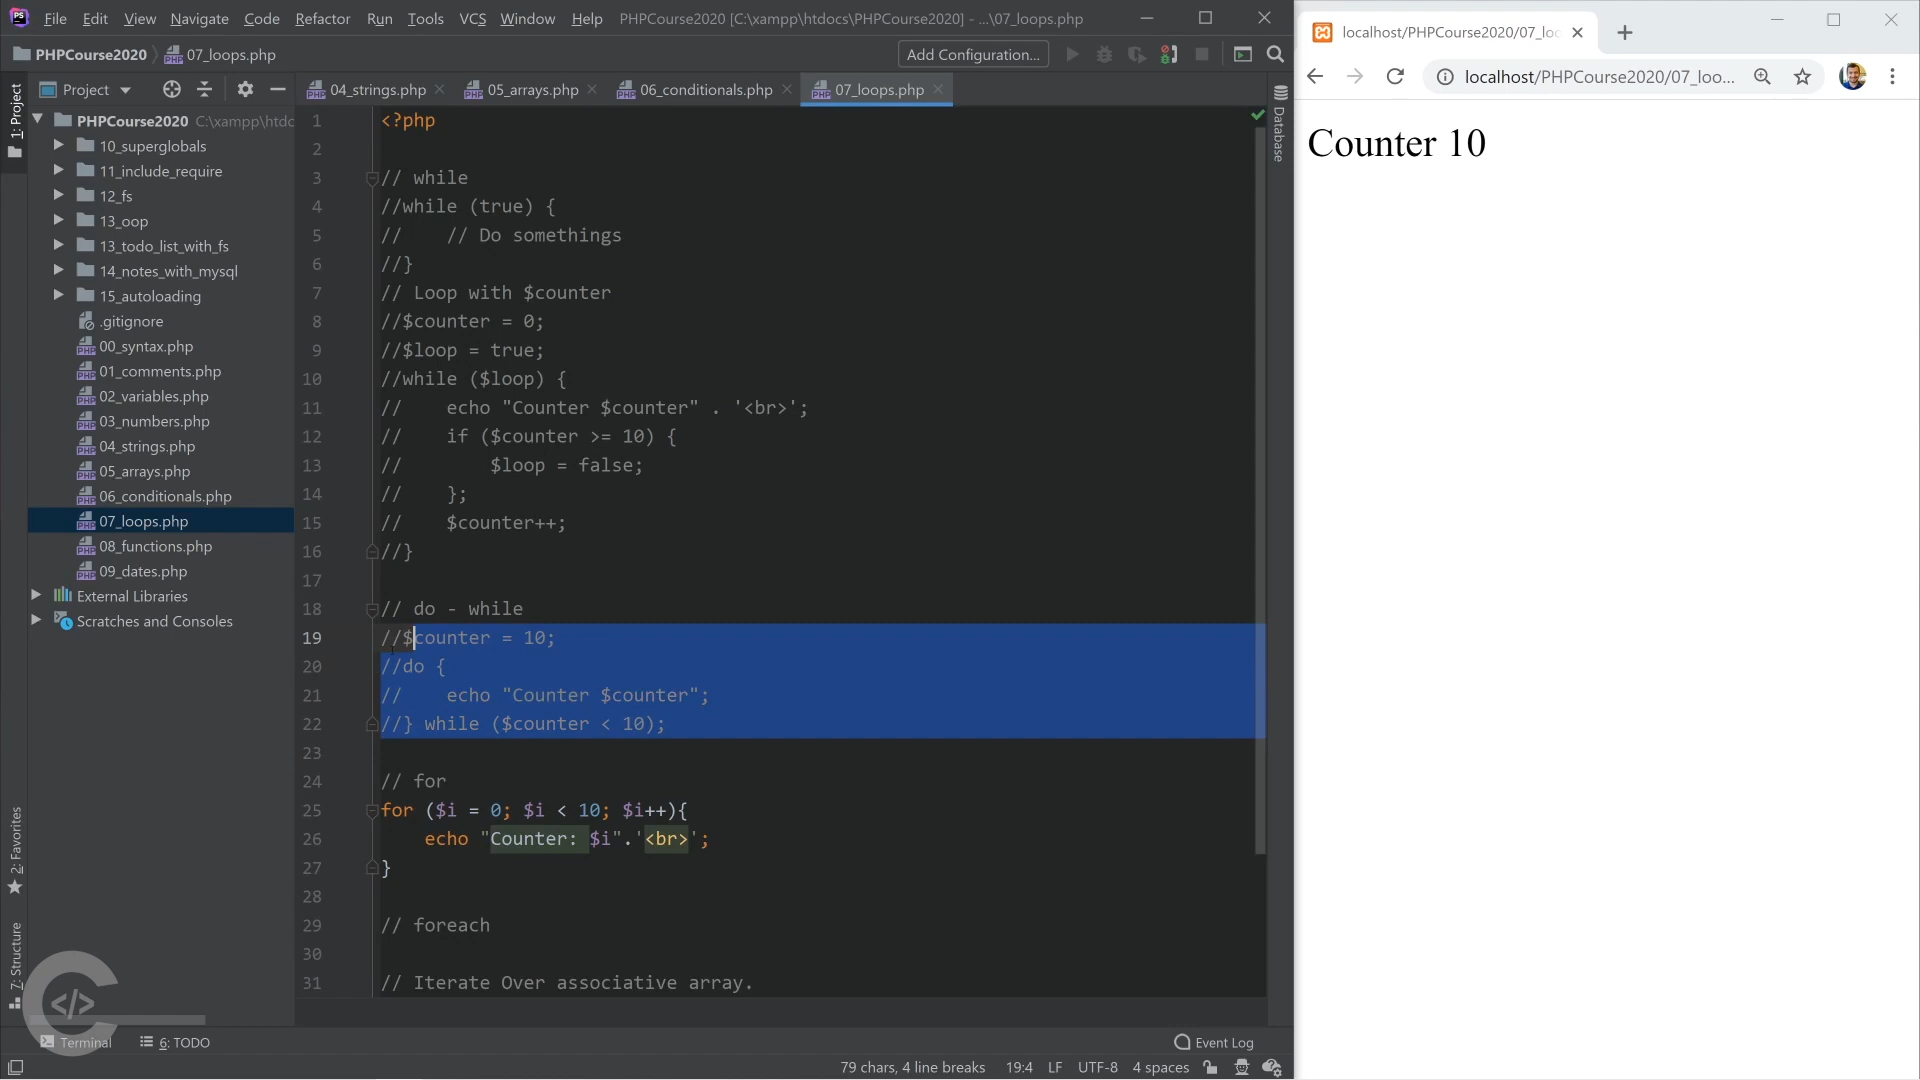 PS File Edit View Navigate Code Refactor Run Tools VCS Window Help PHPCourse2020 [C:\xampp\htdocs\PHPCourse2020] - ...\07_loops.php
PHPCourse2020 07_loops.php Add Configuration...
Project 04_strings.php 05_arrays.php 06_conditionals.php 07_loops.php
1: Project
PHPCourse2020 C:\xampp\htdc
10_superglobals
11_include_require
12_fs
13_oop
13_todo_list_with_fs
14_notes_with_mysql
15_autoloading
.gitignore
00_syntax.php
01_comments.php
02_variables.php
03_numbers.php
04_strings.php
05_arrays.php
06_conditionals.php
07_loops.php
08_functions.php
09_dates.php
External Libraries
Scratches and Consoles
2: Favorites
7: Structure
1 <?php
2
3 // while
4 //while (true) {
5 //    // Do somethings
6 //}
7 // Loop with $counter
8 //$counter = 0;
9 //$loop = true;
10 //while ($loop) {
11 //    echo "Counter $counter" . '<br>';
12 //    if ($counter >= 10) {
13 //        $loop = false;
14 //    };
15 //    $counter++;
16 //}
17
18 // do - while
19 //$counter = 10;
20 //do {
21 //    echo "Counter $counter";
22 //} while ($counter < 10);
23
24 // for
25 for ($i = 0; $i < 10; $i++){
26     echo "Counter: $i".'<br>';
27 }
28
29 // foreach
30
31 // Iterate Over associative array.
Database
Terminal 6: TODO Event Log
79 chars, 4 line breaks 19:4 LF UTF-8 4 spaces
localhost/PHPCourse2020/07_loo
localhost/PHPCourse2020/07_loo...
Counter 10